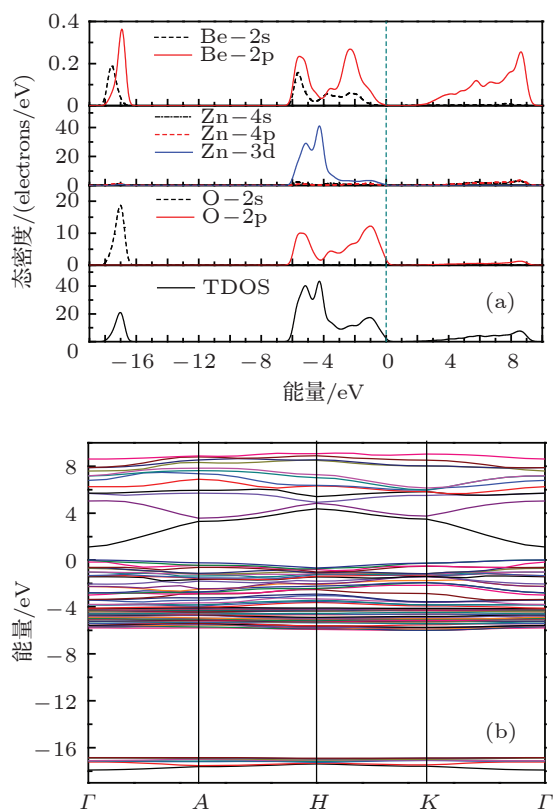 0.4
0.2
0
Be−2s
Be−2p
40
20
0
Zn−4s
Zn−4p
Zn−3d
20
10
0
O−2s
O−2p
40
20
0
TDOS
(a)
态密度/(electrons/eV)
−16 −12 −8 −4 0 4 8
能量/eV
8
4
0
−4
−8
−12
−16
能量/eV
(b)
Γ A H K Γ